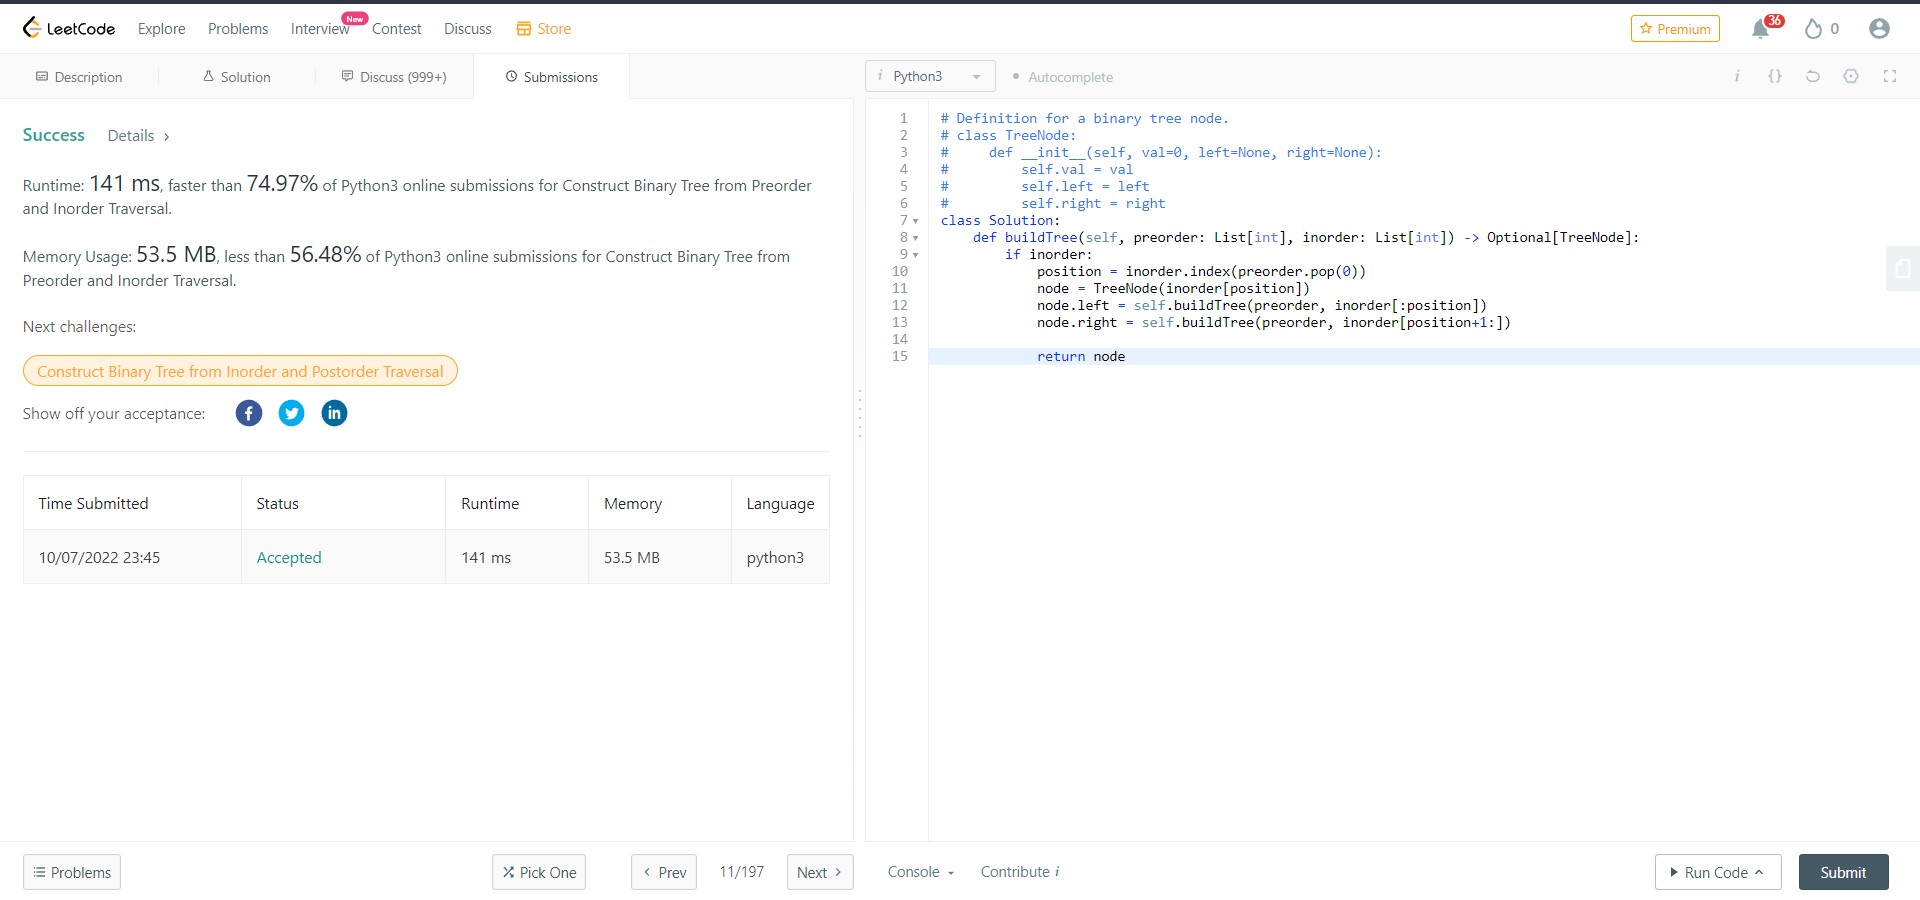 LeetCode Explore Problems Interview New Contest Discuss Store Premium 36 0
Description Solution Discuss (999+) Submissions
i Python3 Autocomplete i {}
Success Details >
Runtime: 141 ms, faster than 74.97% of Python3 online submissions for Construct Binary Tree from Preorder
and Inorder Traversal.
Memory Usage: 53.5 MB, less than 56.48% of Python3 online submissions for Construct Binary Tree from
Preorder and Inorder Traversal.
Next challenges:
Construct Binary Tree from Inorder and Postorder Traversal
Show off your acceptance: f in
Time Submitted Status Runtime Memory Language
10/07/2022 23:45 Accepted 141 ms 53.5 MB python3
1 # Definition for a binary tree node.
2 # class TreeNode:
3 #     def __init__(self, val=0, left=None, right=None):
4 #         self.val = val
5 #         self.left = left
6 #         self.right = right
7 class Solution:
8     def buildTree(self, preorder: List[int], inorder: List[int]) -> Optional[TreeNode]:
9         if inorder:
10             position = inorder.index(preorder.pop(0))
11             node = TreeNode(inorder[position])
12             node.left = self.buildTree(preorder, inorder[:position])
13             node.right = self.buildTree(preorder, inorder[position+1:])
14
15             return node
Problems Pick One < Prev 11/197 Next >
Console Contribute i Run Code Submit